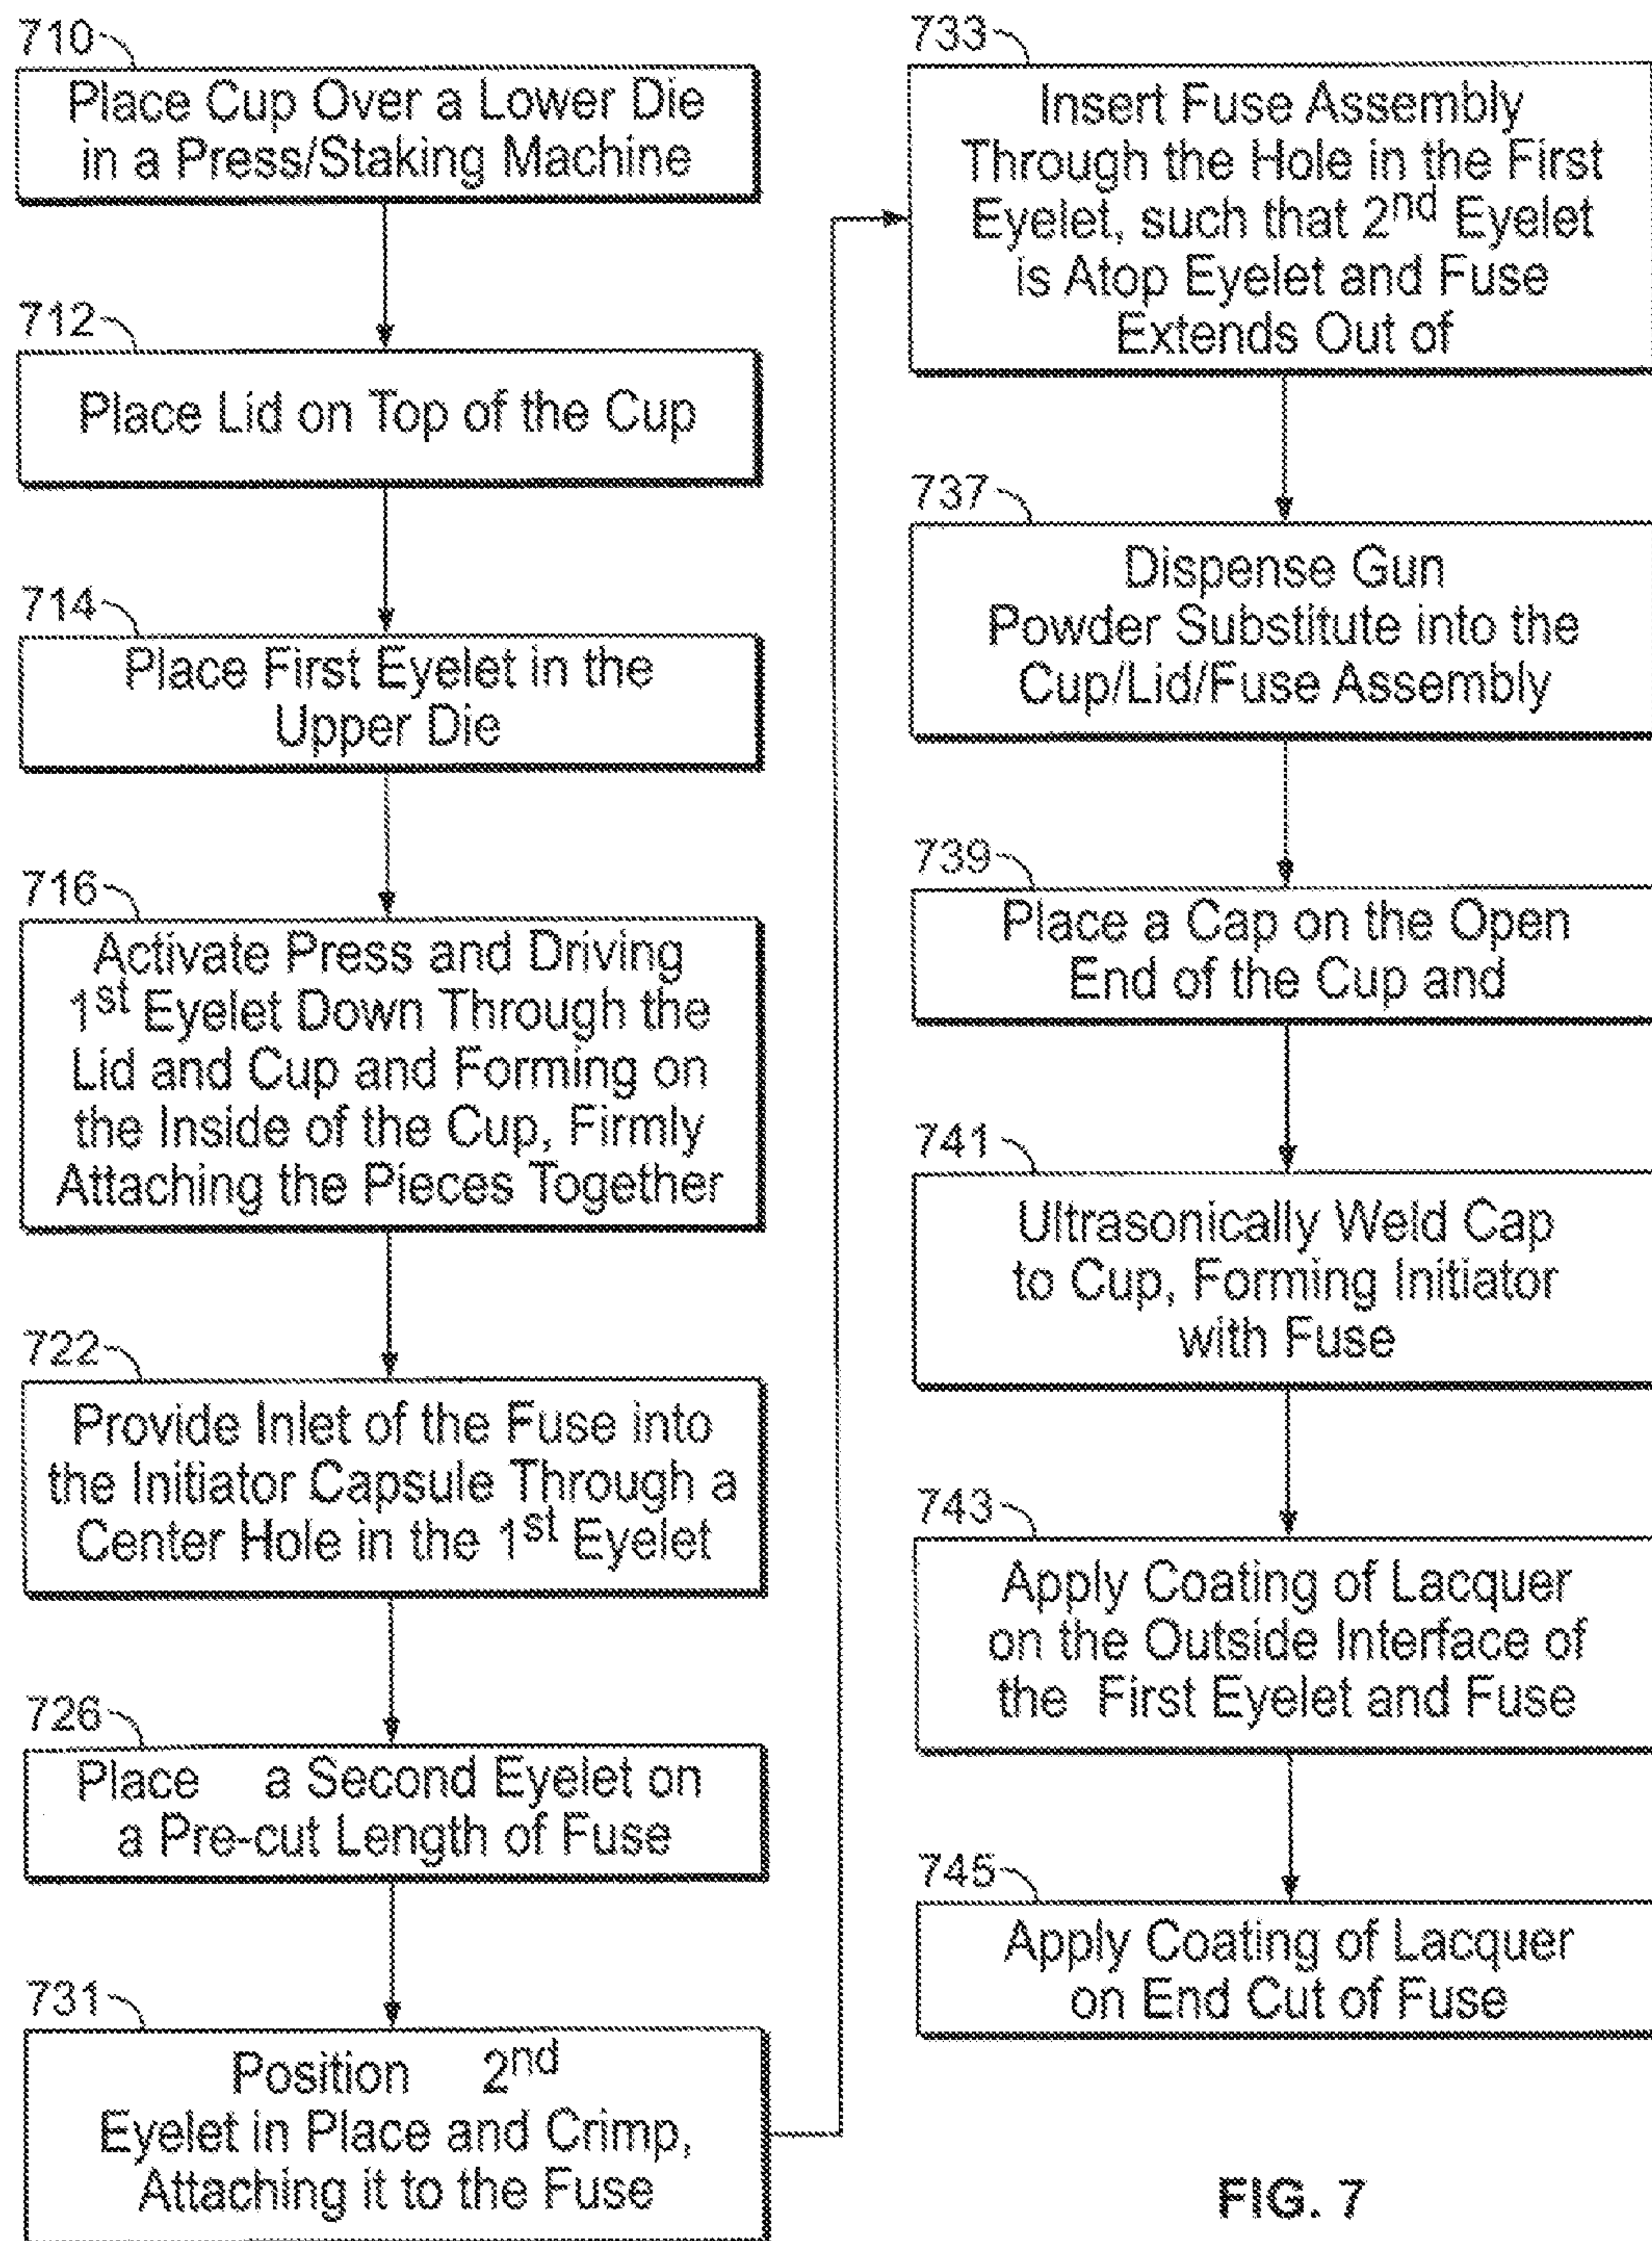 710
Place Cup Over a Lower Die
in a Press/Staking Machine
712
Place Lid on Top of the Cup
714
Place First Eyelet in the
Upper Die
716
Activate Press and Driving
1st Eyelet Down Through the
Lid and Cup and Forming on
the Inside of the Cup, Firmly
Attaching the Pieces Together
722
Provide Inlet of the Fuse into
the Initiator Capsule Through a
Center Hole in the 1st Eyelet
726
Place a Second Eyelet on
a Pre-cut Length of Fuse
731
Position 2nd
Eyelet in Place and Crimp,
Attaching it to the Fuse
733
Insert Fuse Assembly
Through the Hole in the First
Eyelet, such that 2nd Eyelet
is Atop Eyelet and Fuse
Extends Out of
737
Dispense Gun
Powder Substitute into the
Cup/Lid/Fuse Assembly
739
Place a Cap on the Open
End of the Cup and
741
Ultrasonically Weld Cap
to Cup, Forming Initiator
with Fuse
743
Apply Coating of Lacquer
on the Outside Interface of
the First Eyelet and Fuse
745
Apply Coating of Lacquer
on End Cut of Fuse
FIG. 7